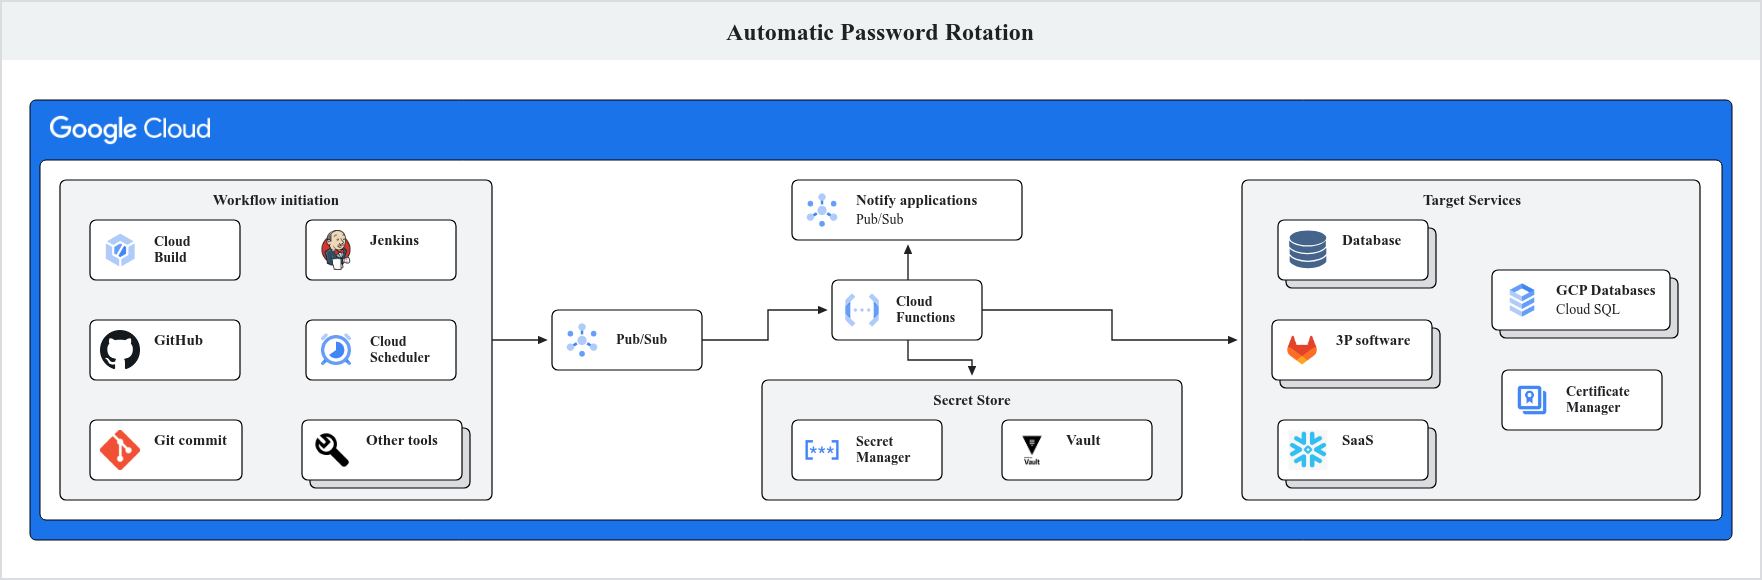 Automatic Password Rotation
Google Cloud
Workflow initiation
Cloud
Build
Jenkins
GitHub
Cloud
Scheduler
Git commit
Other tools
Pub/Sub
Notify applications
Pub/Sub
Cloud
Functions
Secret Store
[***]
Secret
Manager
Vault
Vault
Target Services
Database
GCP Databases
Cloud SQL
3P software
Certificate
Manager
SaaS